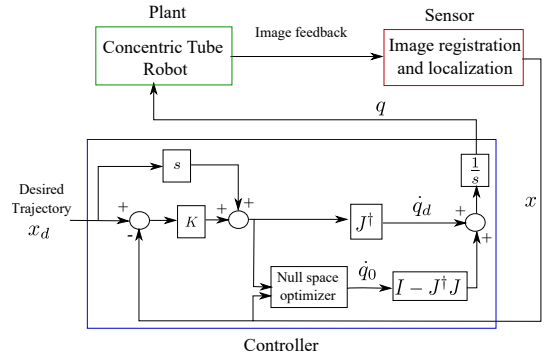 Plant
Sensor
Concentric Tube
Robot
Image feedback
Image registration
and localization
q
s
1
s
x
Desired
Trajectory
x_d
+
-
K
+
+
J†
q̇_d
+
+
Null space
optimizer
q̇_0
I − J†J
Controller